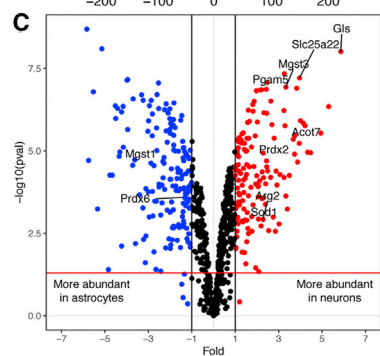 −200 −100 0 100 200
C
Gls
Slc25a22
Mgst3
7.5
Pgam5
Acot7
Mgst1
Prdx2
−log10(pval)
5.0
Prdx6
Arg2
Sod1
2.5
More abundant
in astrocytes
More abundant
in neurons
0.0
−7 −5 −3 −1 1 3 5 7
Fold